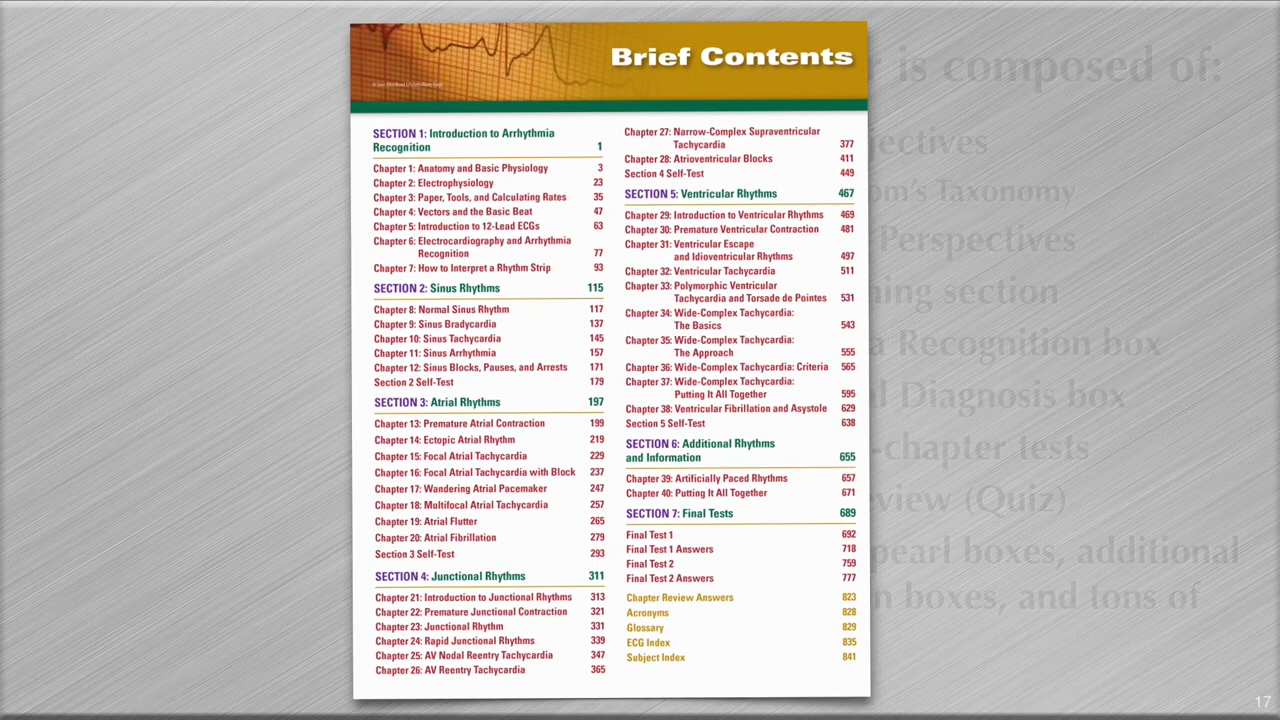 Brief Contents
SECTION 1: Introduction to Arrhythmia
Recognition 1
Chapter 1: Anatomy and Basic Physiology 3
Chapter 2: Electrophysiology 23
Chapter 3: Paper, Tools, and Calculating Rates 35
Chapter 4: Vectors and the Basic Beat 47
Chapter 5: Introduction to 12-Lead ECGs 63
Chapter 6: Electrocardiography and Arrhythmia
Recognition 77
Chapter 7: How to Interpret a Rhythm Strip 93
SECTION 2: Sinus Rhythms 115
Chapter 8: Normal Sinus Rhythm 117
Chapter 9: Sinus Bradycardia 137
Chapter 10: Sinus Tachycardia 145
Chapter 11: Sinus Arrhythmia 157
Chapter 12: Sinus Blocks, Pauses, and Arrests 171
Section 2 Self-Test 179
SECTION 3: Atrial Rhythms 197
Chapter 13: Premature Atrial Contraction 199
Chapter 14: Ectopic Atrial Rhythm 219
Chapter 15: Focal Atrial Tachycardia 229
Chapter 16: Focal Atrial Tachycardia with Block 237
Chapter 17: Wandering Atrial Pacemaker 247
Chapter 18: Multifocal Atrial Tachycardia 257
Chapter 19: Atrial Flutter 265
Chapter 20: Atrial Fibrillation 279
Section 3 Self-Test 293
SECTION 4: Junctional Rhythms 311
Chapter 21: Introduction to Junctional Rhythms 313
Chapter 22: Premature Junctional Contraction 321
Chapter 23: Junctional Rhythm 331
Chapter 24: Rapid Junctional Rhythms 339
Chapter 25: AV Nodal Reentry Tachycardia 347
Chapter 26: AV Reentry Tachycardia 365
Chapter 27: Narrow-Complex Supraventricular
Tachycardia 377
Chapter 28: Atrioventricular Blocks 411
Section 4 Self-Test 449
SECTION 5: Ventricular Rhythms 467
Chapter 29: Introduction to Ventricular Rhythms 469
Chapter 30: Premature Ventricular Contraction 481
Chapter 31: Ventricular Escape
and Idioventricular Rhythms 497
Chapter 32: Ventricular Tachycardia 511
Chapter 33: Polymorphic Ventricular
Tachycardia and Torsade de Pointes 531
Chapter 34: Wide-Complex Tachycardia:
The Basics 543
Chapter 35: Wide-Complex Tachycardia:
The Approach 555
Chapter 36: Wide-Complex Tachycardia: Criteria 565
Chapter 37: Wide-Complex Tachycardia:
Putting It All Together 595
Chapter 38: Ventricular Fibrillation and Asystole 629
Section 5 Self-Test 638
SECTION 6: Additional Rhythms
and Information 655
Chapter 39: Artificially Paced Rhythms 657
Chapter 40: Putting It All Together 671
SECTION 7: Final Tests 689
Final Test 1 692
Final Test 1 Answers 718
Final Test 2 759
Final Test 2 Answers 777
Chapter Review Answers 823
Acronyms 828
Glossary 829
ECG Index 835
Subject Index 841
is composed of:
Taxonomy
Perspectives
section
a Recognition box
Diagnosis box
-chapter tests
(Quiz)
pearl boxes, additional
boxes, and tons of
17